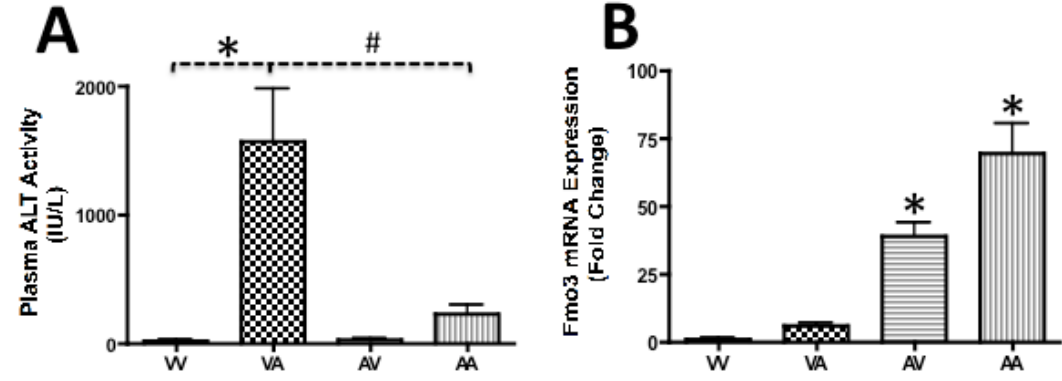 A
*
#
Plasma ALT Activity
(IU/L)
2000
1000
0
VV
VA
AV
AA
B
Fmo3 mRNA Expression
(Fold Change)
100
75
50
25
0
*
*
VV
VA
AV
AA